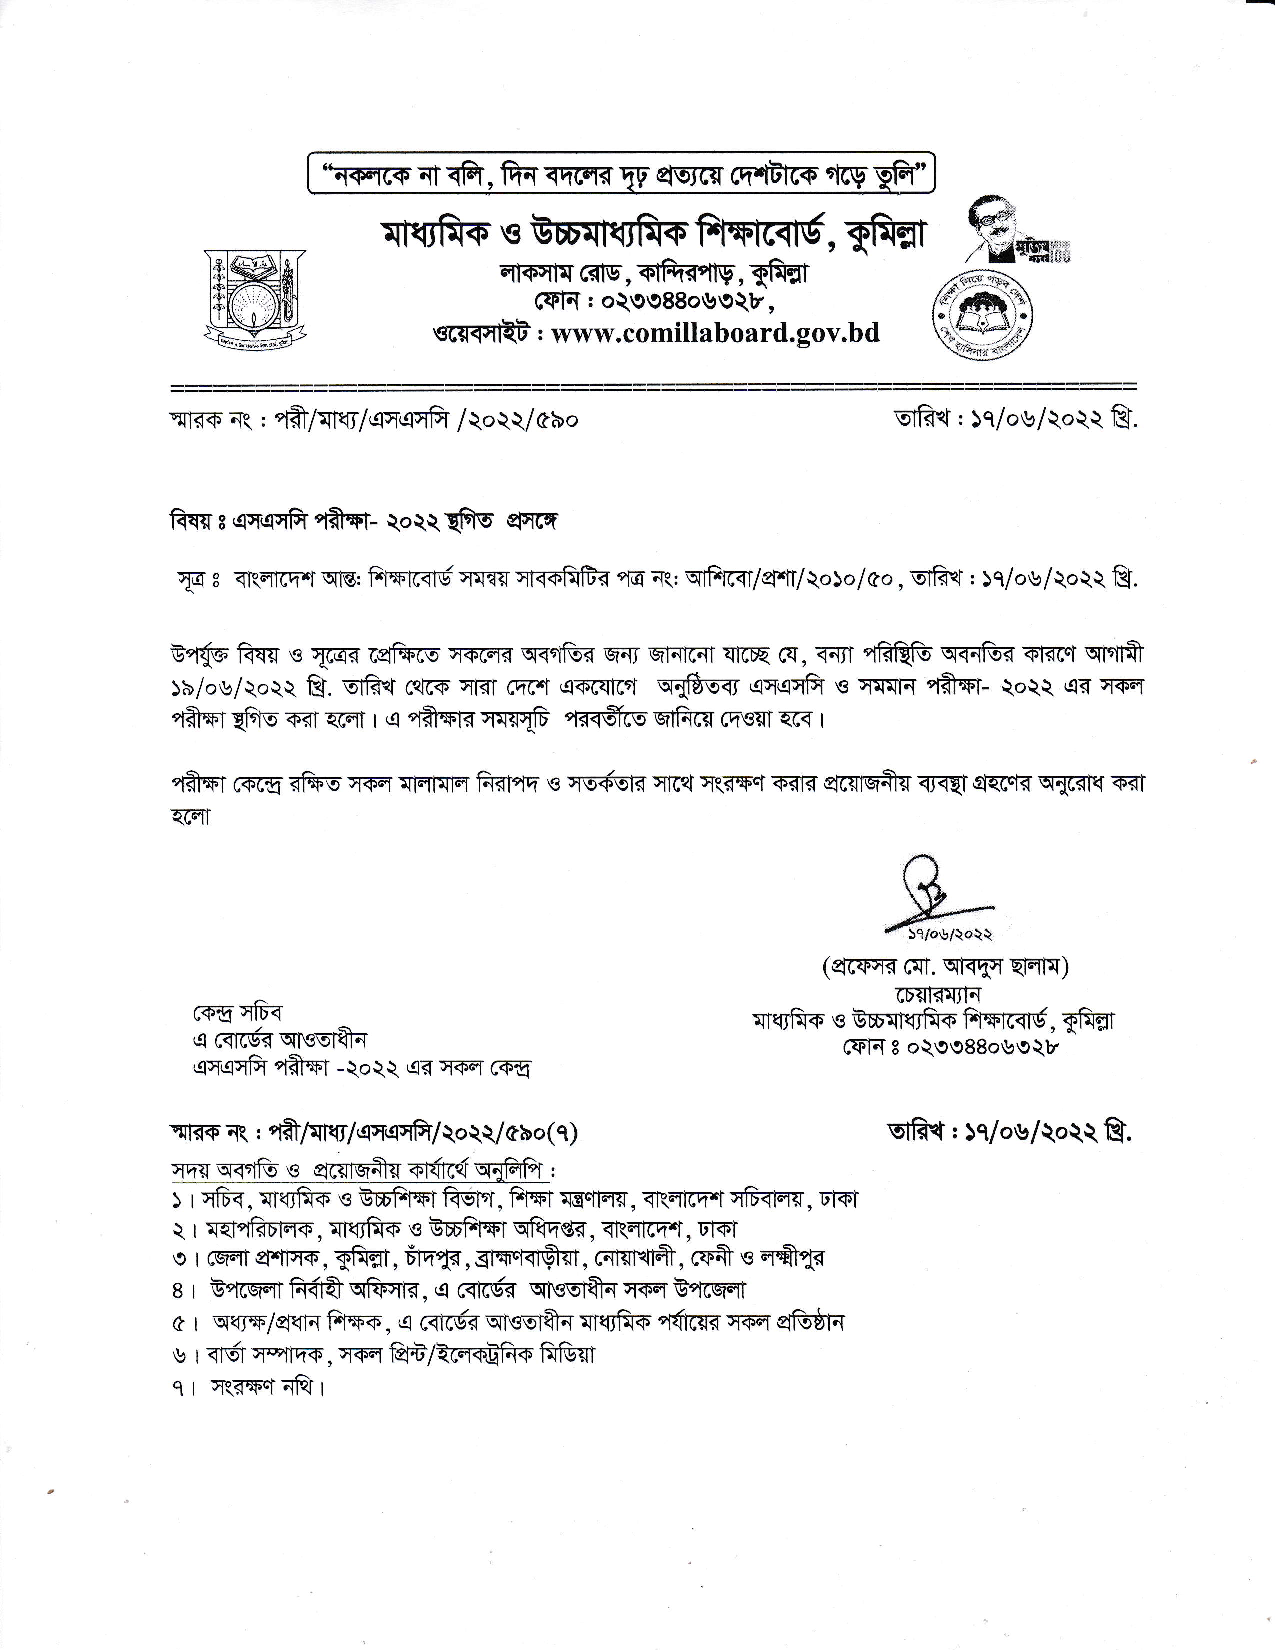 “নকলকে না বলি, দিন বদলের দৃঢ় প্রত্যয়ে দেশটাকে গড়ে তুলি”
মাধ্যমিক ও উচ্চমাধ্যমিক শিক্ষাবোর্ড, কুমিল্লা
লাকসাম রোড, কান্দিরপাড়, কুমিল্লা
ফোন : ০২৩৩৪৪০৬৩২৮,
ওয়েবসাইট : www.comillaboard.gov.bd
মুজিব
শিক্ষা নিয়ে গড়ব দেশ
শেখ হাসিনার বাংলাদেশ
স্মারক নং : পরী/মাধ্য/এসএসসি /২০২২/৫৯০ তারিখ : ১৭/০৬/২০২২ খ্রি.
বিষয় ঃ এসএসসি পরীক্ষা- ২০২২ স্থগিত প্রসঙ্গে
সূত্র ঃ বাংলাদেশ আন্ত: শিক্ষাবোর্ড সমন্বয় সাবকমিটির পত্র নং: আশিবো/প্রশা/২০১০/৫০, তারিখ : ১৭/০৬/২০২২ খ্রি.
উপর্যুক্ত বিষয় ও সূত্রের প্রেক্ষিতে সকলের অবগতির জন্য জানানো যাচ্ছে যে, বন্যা পরিস্থিতি অবনতির কারণে আগামী
১৯/০৬/২০২২ খ্রি. তারিখ থেকে সারা দেশে একযোগে অনুষ্ঠিতব্য এসএসসি ও সমমান পরীক্ষা- ২০২২ এর সকল
পরীক্ষা স্থগিত করা হলো। এ পরীক্ষার সময়সূচি পরবর্তীতে জানিয়ে দেওয়া হবে।
পরীক্ষা কেন্দ্রে রক্ষিত সকল মালামাল নিরাপদ ও সতর্কতার সাথে সংরক্ষণ করার প্রয়োজনীয় ব্যবস্থা গ্রহণের অনুরোধ করা
হলো
১৭/০৬/২০২২
(প্রফেসর মো. আবদুস ছালাম)
চেয়ারম্যান
মাধ্যমিক ও উচ্চমাধ্যমিক শিক্ষাবোর্ড, কুমিল্লা
ফোন ঃ ০২৩৩৪৪০৬৩২৮
কেন্দ্র সচিব
এ বোর্ডের আওতাধীন
এসএসসি পরীক্ষা -২০২২ এর সকল কেন্দ্র
স্মারক নং : পরী/মাধ্য/এসএসসি/২০২২/৫৯০(৭) তারিখ : ১৭/০৬/২০২২ খ্রি.
সদয় অবগতি ও প্রয়োজনীয় কার্যার্থে অনুলিপি :
১। সচিব, মাধ্যমিক ও উচ্চশিক্ষা বিভাগ, শিক্ষা মন্ত্রণালয়, বাংলাদেশ সচিবালয়, ঢাকা
২। মহাপরিচালক, মাধ্যমিক ও উচ্চশিক্ষা অধিদপ্তর, বাংলাদেশ, ঢাকা
৩। জেলা প্রশাসক, কুমিল্লা, চাঁদপুর, ব্রাহ্মণবাড়ীয়া, নোয়াখালী, ফেনী ও লক্ষ্মীপুর
৪। উপজেলা নির্বাহী অফিসার, এ বোর্ডের আওতাধীন সকল উপজেলা
৫। অধ্যক্ষ/প্রধান শিক্ষক, এ বোর্ডের আওতাধীন মাধ্যমিক পর্যায়ের সকল প্রতিষ্ঠান
৬। বার্তা সম্পাদক, সকল প্রিন্ট/ইলেকট্রনিক মিডিয়া
৭। সংরক্ষণ নথি।